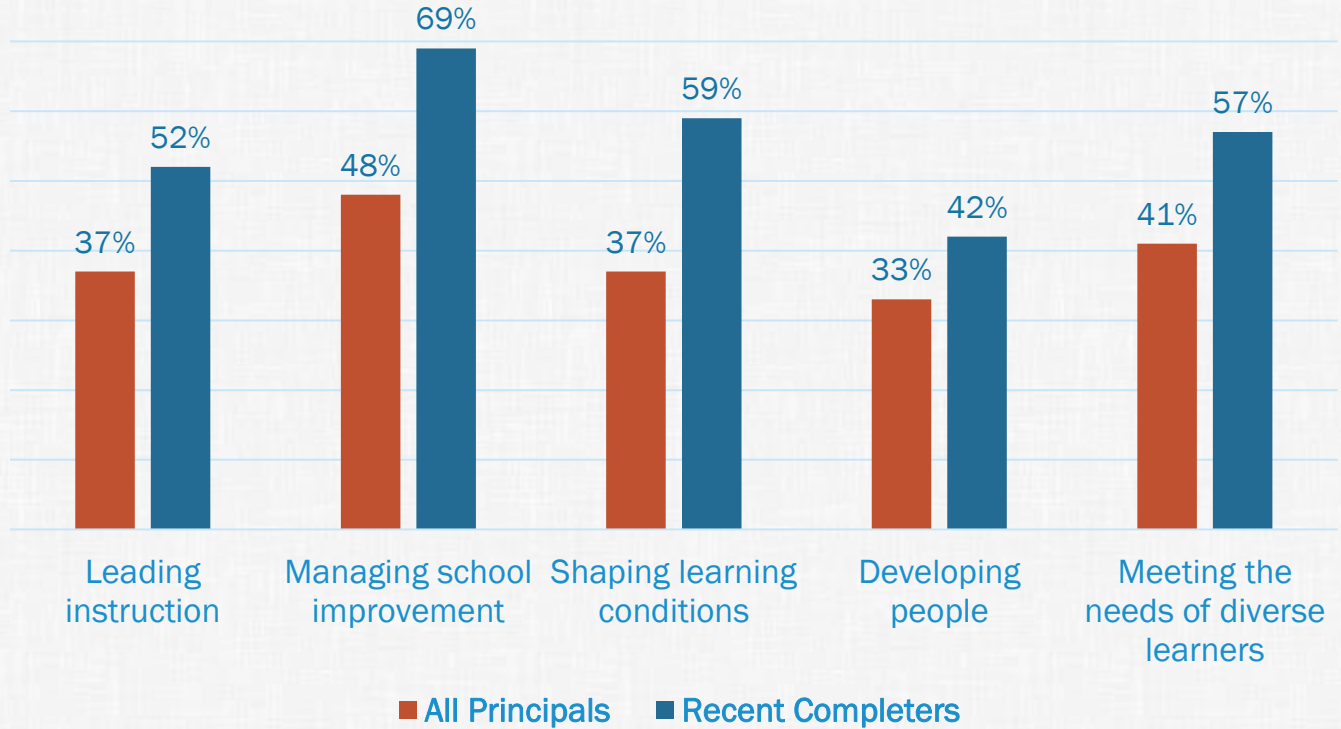 69%
59%
57%
52%
48%
42%
41%
37%
37%
33%
Leading
instruction
Managing school
improvement
Shaping learning
conditions
Developing
people
Meeting the
needs of diverse
learners
All Principals
Recent Completers